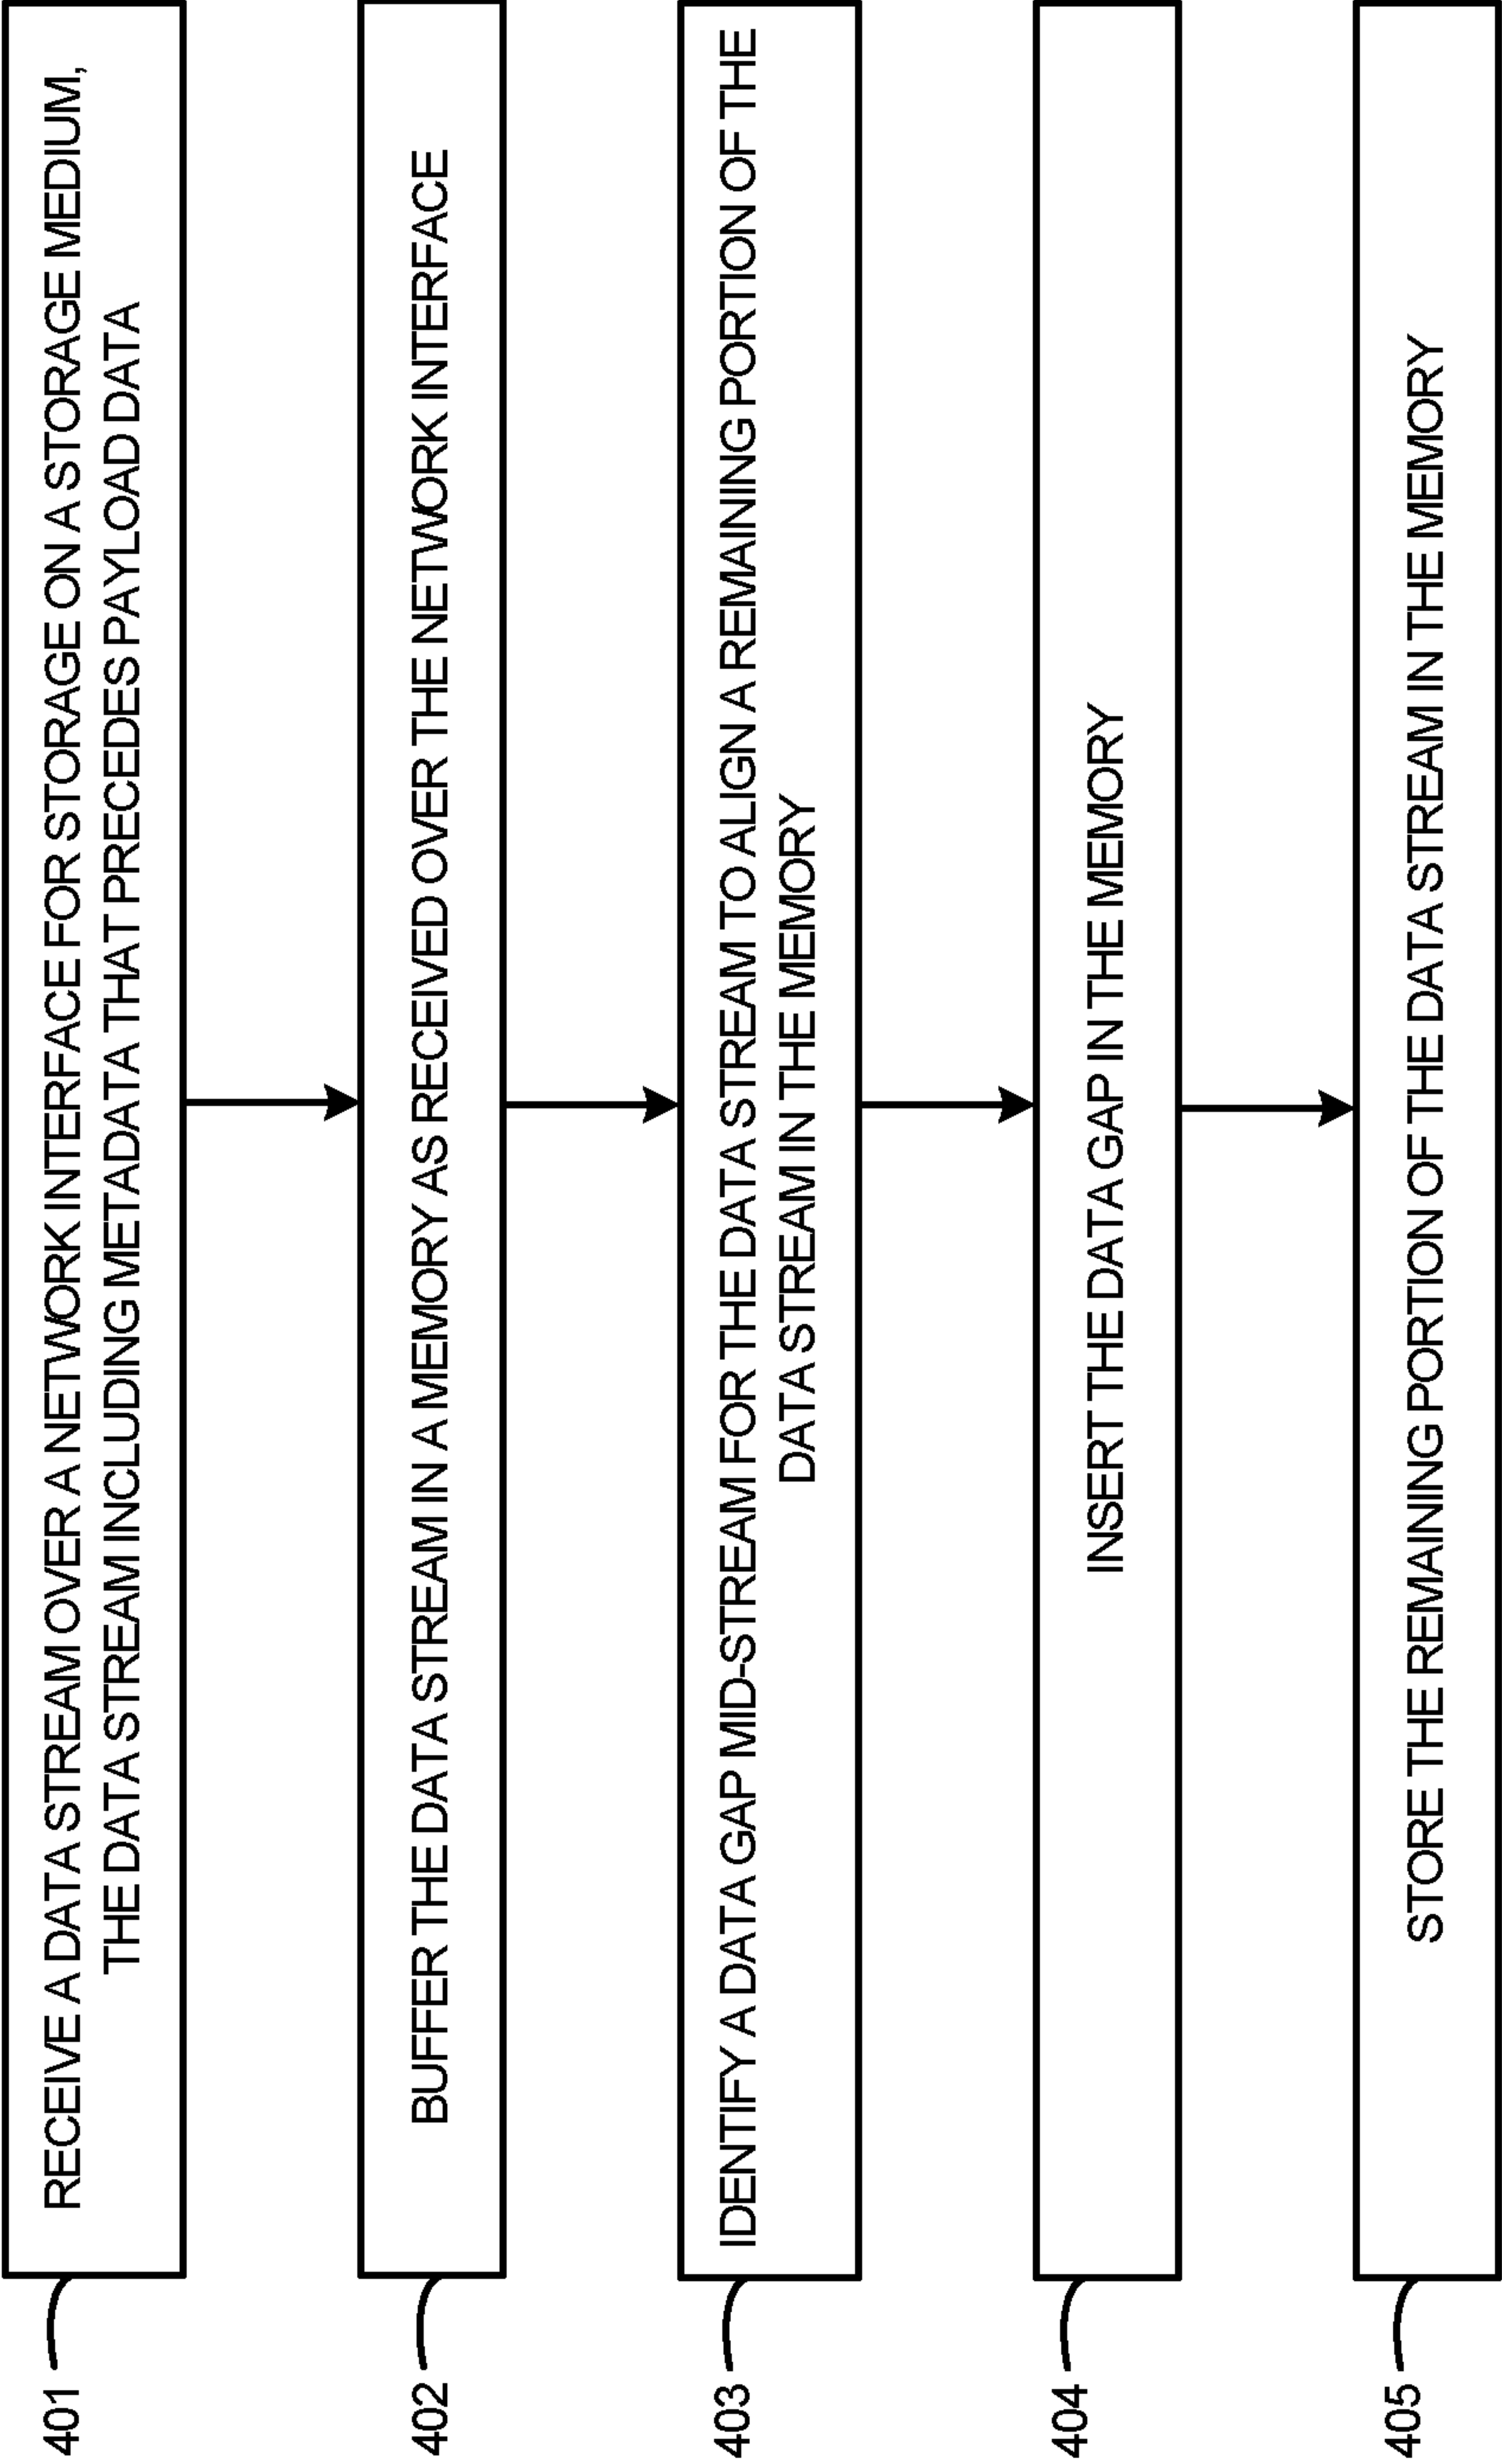 401
RECEIVE A DATA STREAM OVER A NETWORK INTERFACE FOR STORAGE ON A STORAGE MEDIUM,
THE DATA STREAM INCLUDING METADATA THAT PRECEDES PAYLOAD DATA
402
BUFFER THE DATA STREAM IN A MEMORY AS RECEIVED OVER THE NETWORK INTERFACE
403
IDENTIFY A DATA GAP MID-STREAM FOR THE DATA STREAM TO ALIGN A REMAINING PORTION OF THE
DATA STREAM IN THE MEMORY
404
INSERT THE DATA GAP IN THE MEMORY
405
STORE THE REMAINING PORTION OF THE DATA STREAM IN THE MEMORY